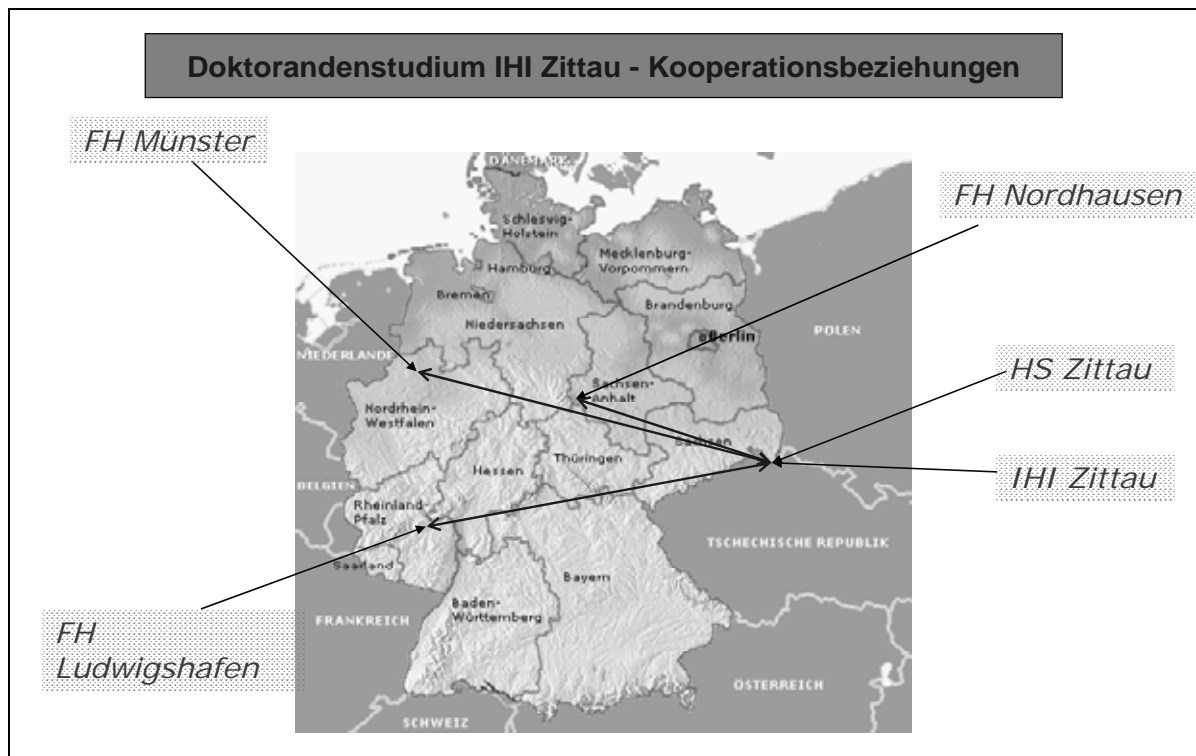 Doktorandenstudium IHI Zittau - Kooperationsbeziehungen
FH Münster
DÄNEMARK
FH Nordhausen
Schleswig-
Holstein
Mecklenburg-
Vorpommern
Hamburg
Bremen
Brandenburg
Niedersachsen
POLEN
Berlin
NIEDERLANDE
HS Zittau
Sachsen-
Anhalt
Nordrhein-
Westfalen
Sachsen
Thüringen
Hessen
IHI Zittau
BELGIEN
Rheinland-
Pfalz
TSCHECHISCHE REPUBLIK
Saarland
Bayern
Baden-
Württemberg
FRANKREICH
FH
Ludwigshafen
ÖSTERREICH
SCHWEIZ